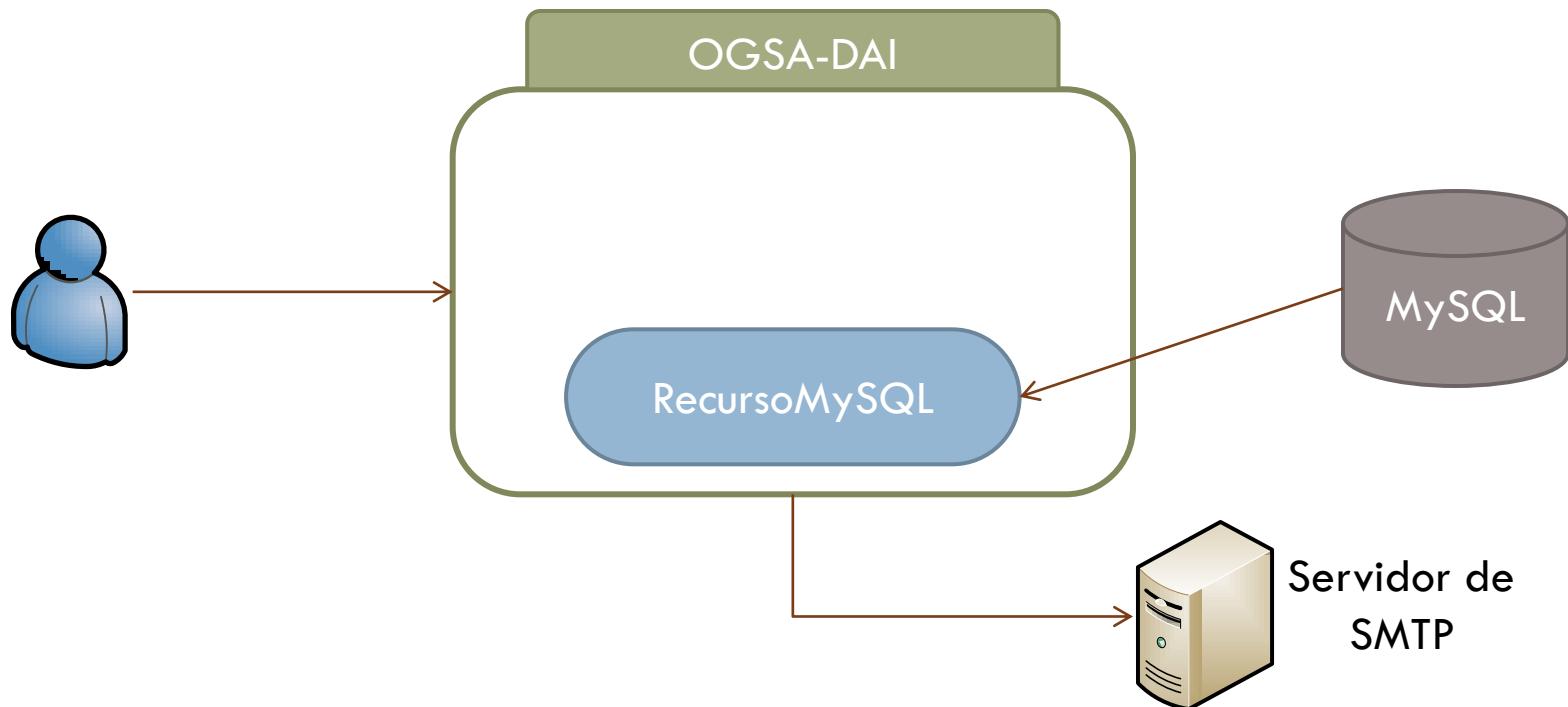 OGSA-DAI
MySQL
RecursoMySQL
Servidor de
SMTP